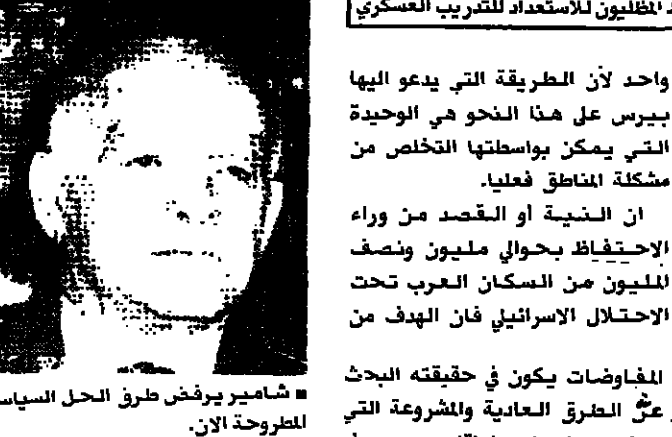 المظليون للاستعداد للتدريب العسكري
واحد لأن الطريقة التي يدعو اليها
بيرس على هذا النحو هي الوحيدة
التي يمكن بواسطتها التخلص من
مشكلة المناطق فعليا.
ان النية أو القصد من وراء
الاحتفاظ بحوالي مليون ونصف
المليون من السكان العرب تحت
الاحتلال الاسرائيلي فان الهدف من
المفاوضات يكون في حقيقته البحث
عن الطرق العادية والمشروعة التي
■ شامير يرفض طرق الحل
المطروحة الان.